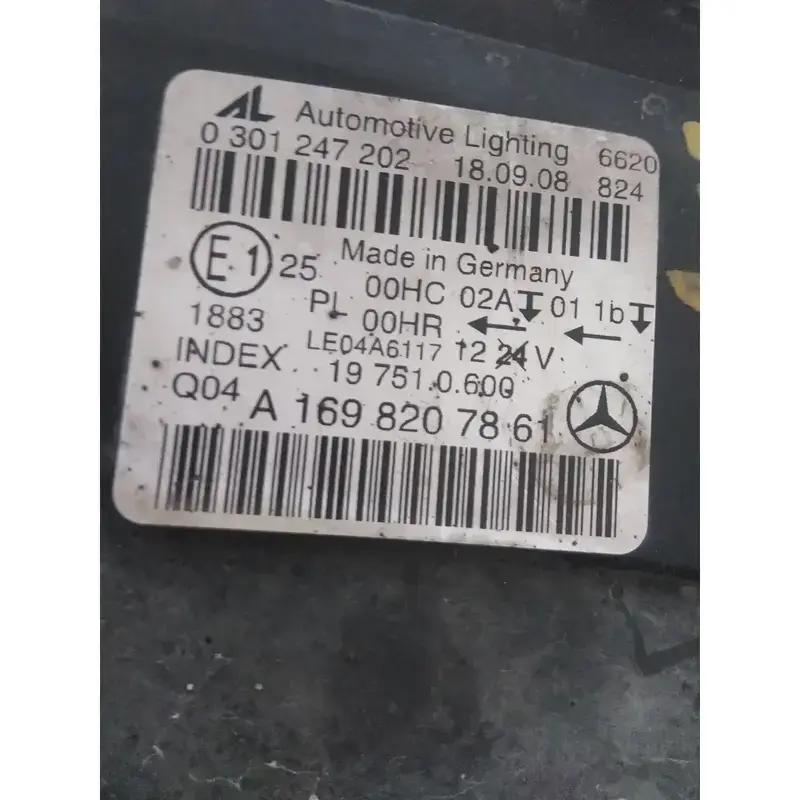 AL Automotive Lighting 6620
0 301 247 202 18.09.08 824
Made in Germany
E1 25 00HC 02A 01 1b
PL 00HR
1883 LE04A6117 12 24 V
INDEX 19 751 0.600
Q04 A 169 820 78 61